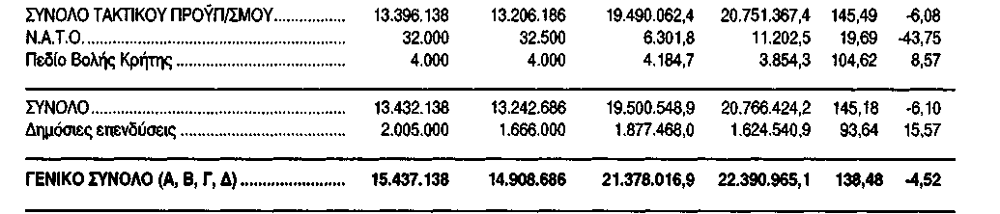 ΣΥΝΟΛΟ ΤΑΚΤΙΚΟΥ ΠΡΟΫΠ/ΣΜΟΥ................ 13.396.138 13.206.186 19.490.062,4 20.751.367,4 145,49 -6,08
Ν.Α.Τ.Ο. ................ 32.000 32.500 6.301,8 11.202,5 19,69 -43,75
Πεδίο Βολής Κρήτης ................ 4.000 4.000 4.184,7 3.854,3 104,62 8,57
ΣΥΝΟΛΟ................ 13.432.138 13.242.686 19.500.548,9 20.766.424,2 145,18 -6,10
Δημόσιες επενδύσεις ................ 2.005.000 1.666.000 1.877.468,0 1.624.540,9 93,64 15,57
ΓΕΝΙΚΟ ΣΥΝΟΛΟ (Α, Β, Γ, Δ) ................ 15.437.138 14.908.686 21.378.016,9 22.390.965,1 138,48 -4,52